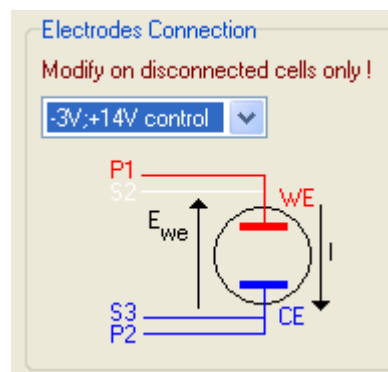 Electrodes Connection
Modify on disconnected cells only !
-3V;+14V control
P1
S2
WE
Ewe
I
S3
CE
P2